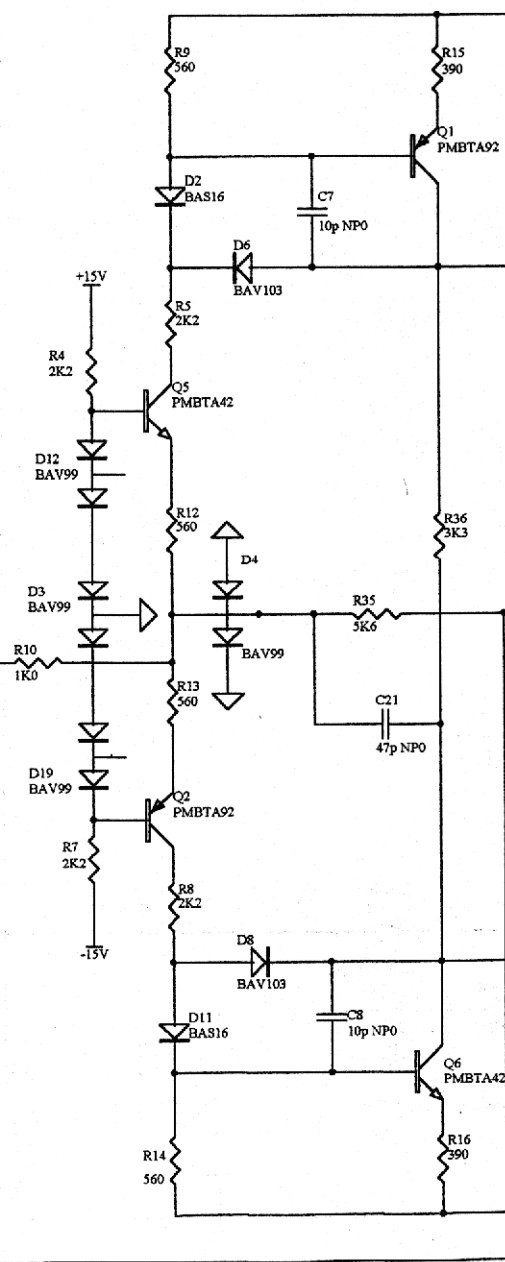 R9
560
R15
390
Q1
PMBTA92
D2
BAS16
C7
10p NP0
D6
BAV103
+15V
R5
2K2
R4
2K2
Q5
PMBTA42
D12
BAV99
R12
560
R36
3K3
D4
D3
BAV99
R35
5K6
BAV99
R10
1K0
R13
560
C21
47p NP0
D19
BAV99
Q2
PMBTA92
R7
2K2
R8
2K2
-15V
D8
BAV103
D11
BAS16
C8
10p NP0
Q6
PMBTA42
R14
560
R16
390